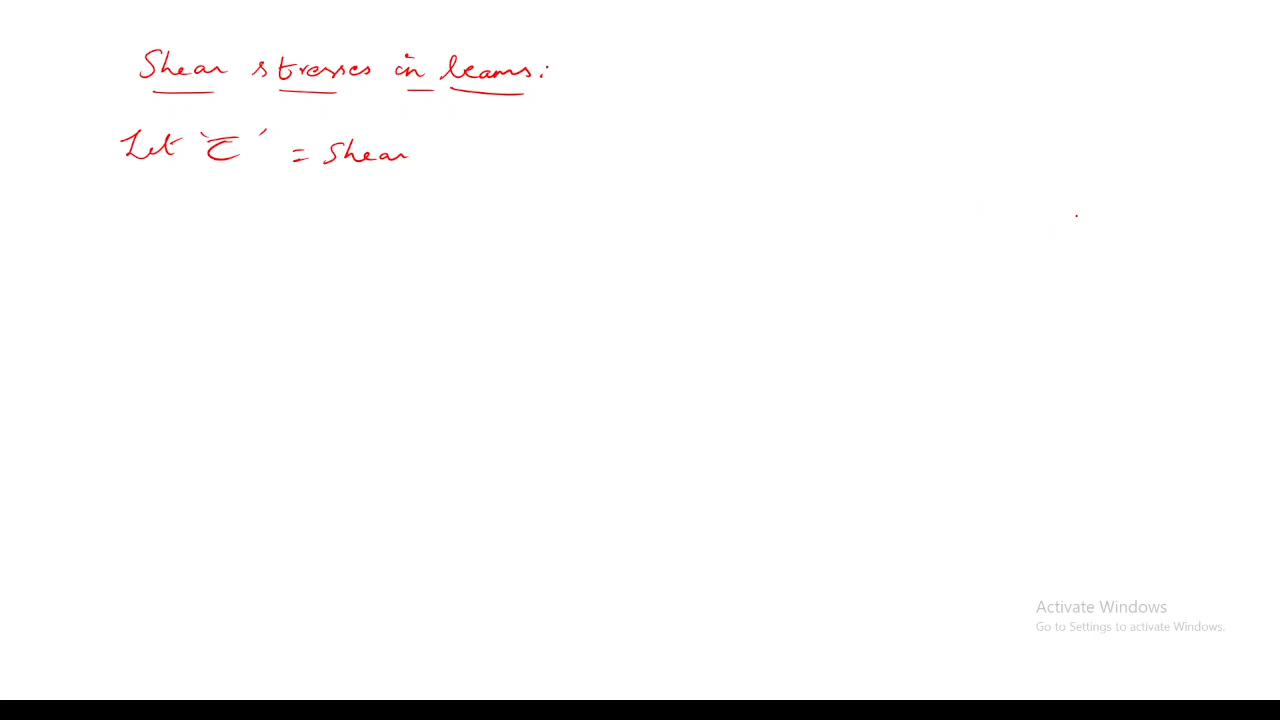 Shear stresses in beams:
Let 'τ' = Shear
Activate Windows
Go to Settings to activate Windows.